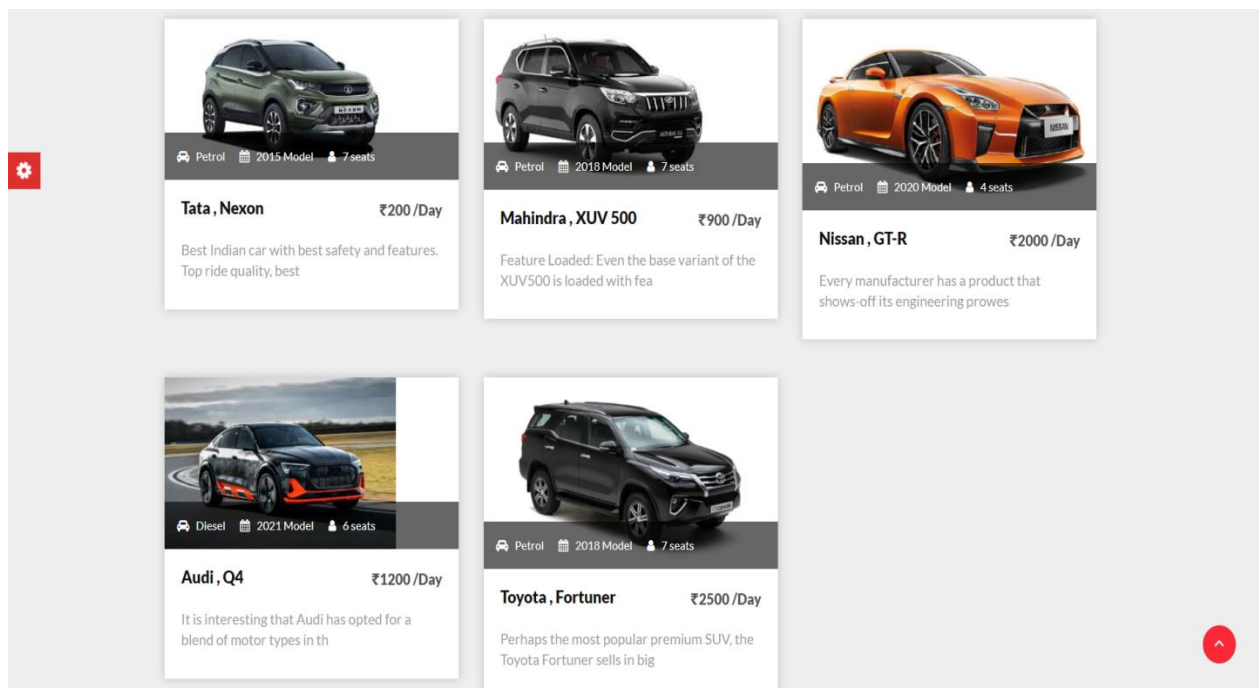 NEXON
Petrol 2015 Model 7 seats
Tata , Nexon ₹200 /Day
Best Indian car with best safety and features.
Top ride quality, best
Petrol 2018 Model 7 seats
Mahindra , XUV 500 ₹900 /Day
Feature Loaded: Even the base variant of the
XUV500 is loaded with fea
NISSAN
Petrol 2020 Model 4 seats
Nissan , GT-R ₹2000 /Day
Every manufacturer has a product that
shows-off its engineering prowes
Diesel 2021 Model 6 seats
Audi , Q4 ₹1200 /Day
It is interesting that Audi has opted for a
blend of motor types in th
Petrol 2018 Model 7 seats
Toyota , Fortuner ₹2500 /Day
Perhaps the most popular premium SUV, the
Toyota Fortuner sells in big